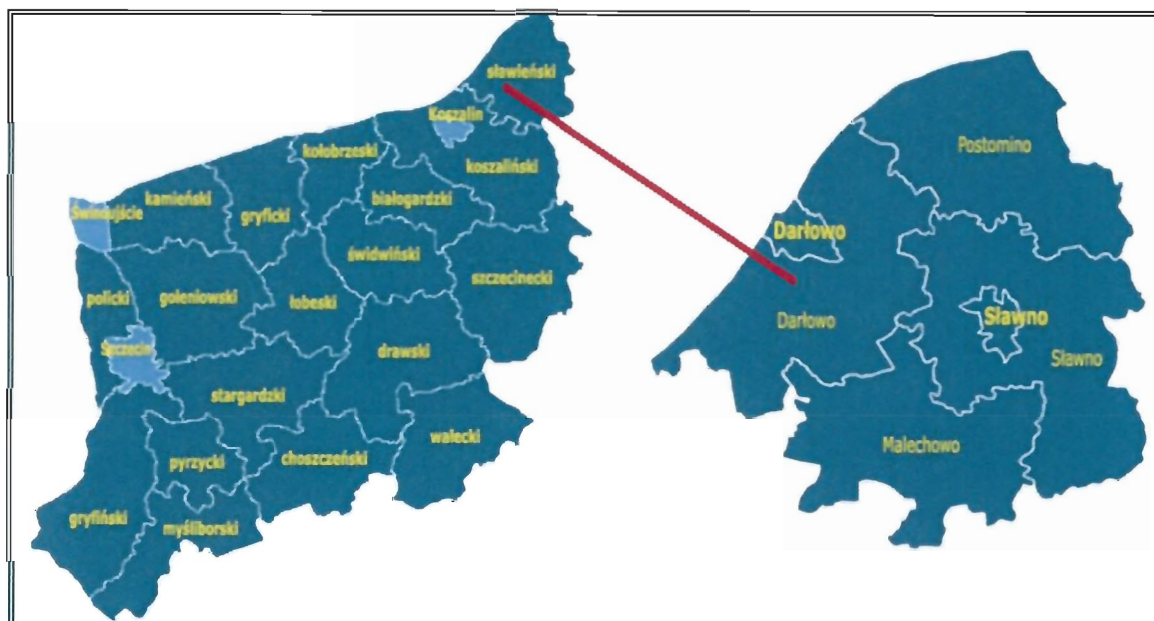 sławieński
Koszalin
kołobrzeski
koszaliński
kamieński
białogardzki
Świnoujście
gryficki
świdwiński
szczecinecki
policki
goleniowski
łobeski
Szczecin
drawski
stargardzki
wałecki
choszczeński
pyrzycki
gryfiński
myśliborski
Postomino
Darłowo
Darłowo
Sławno
Sławno
Malechowo